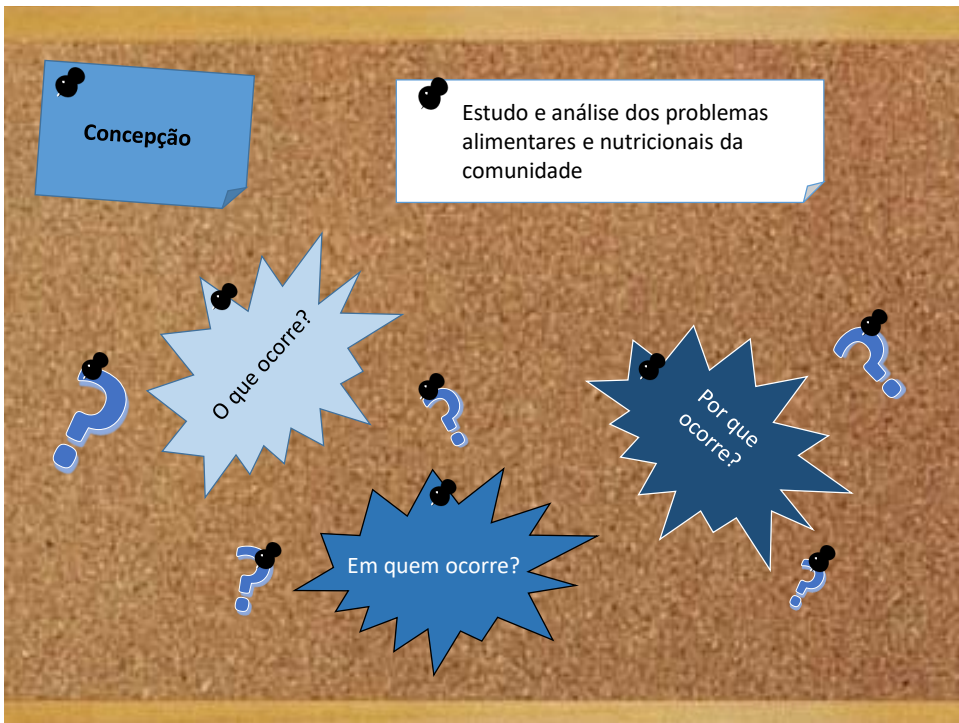 Concepção
Estudo e análise dos problemas
alimentares e nutricionais da
comunidade
O que ocorre?
Por que
ocorre?
Em quem ocorre?
?
?
?
?
?